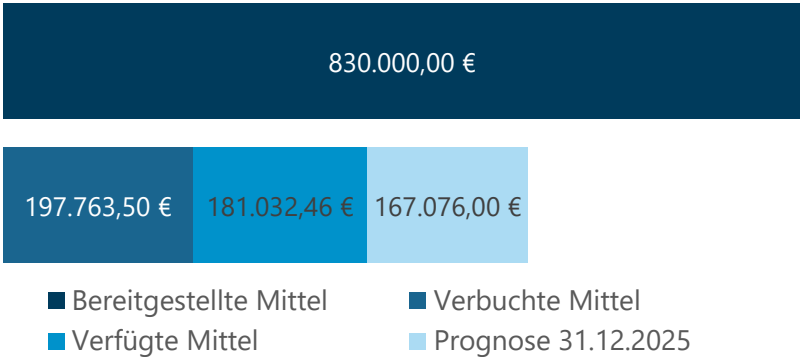 830.000,00 €
197.763,50 € 181.032,46 € 167.076,00 €
Bereitgestellte Mittel Verbuchte Mittel
Verfügte Mittel Prognose 31.12.2025